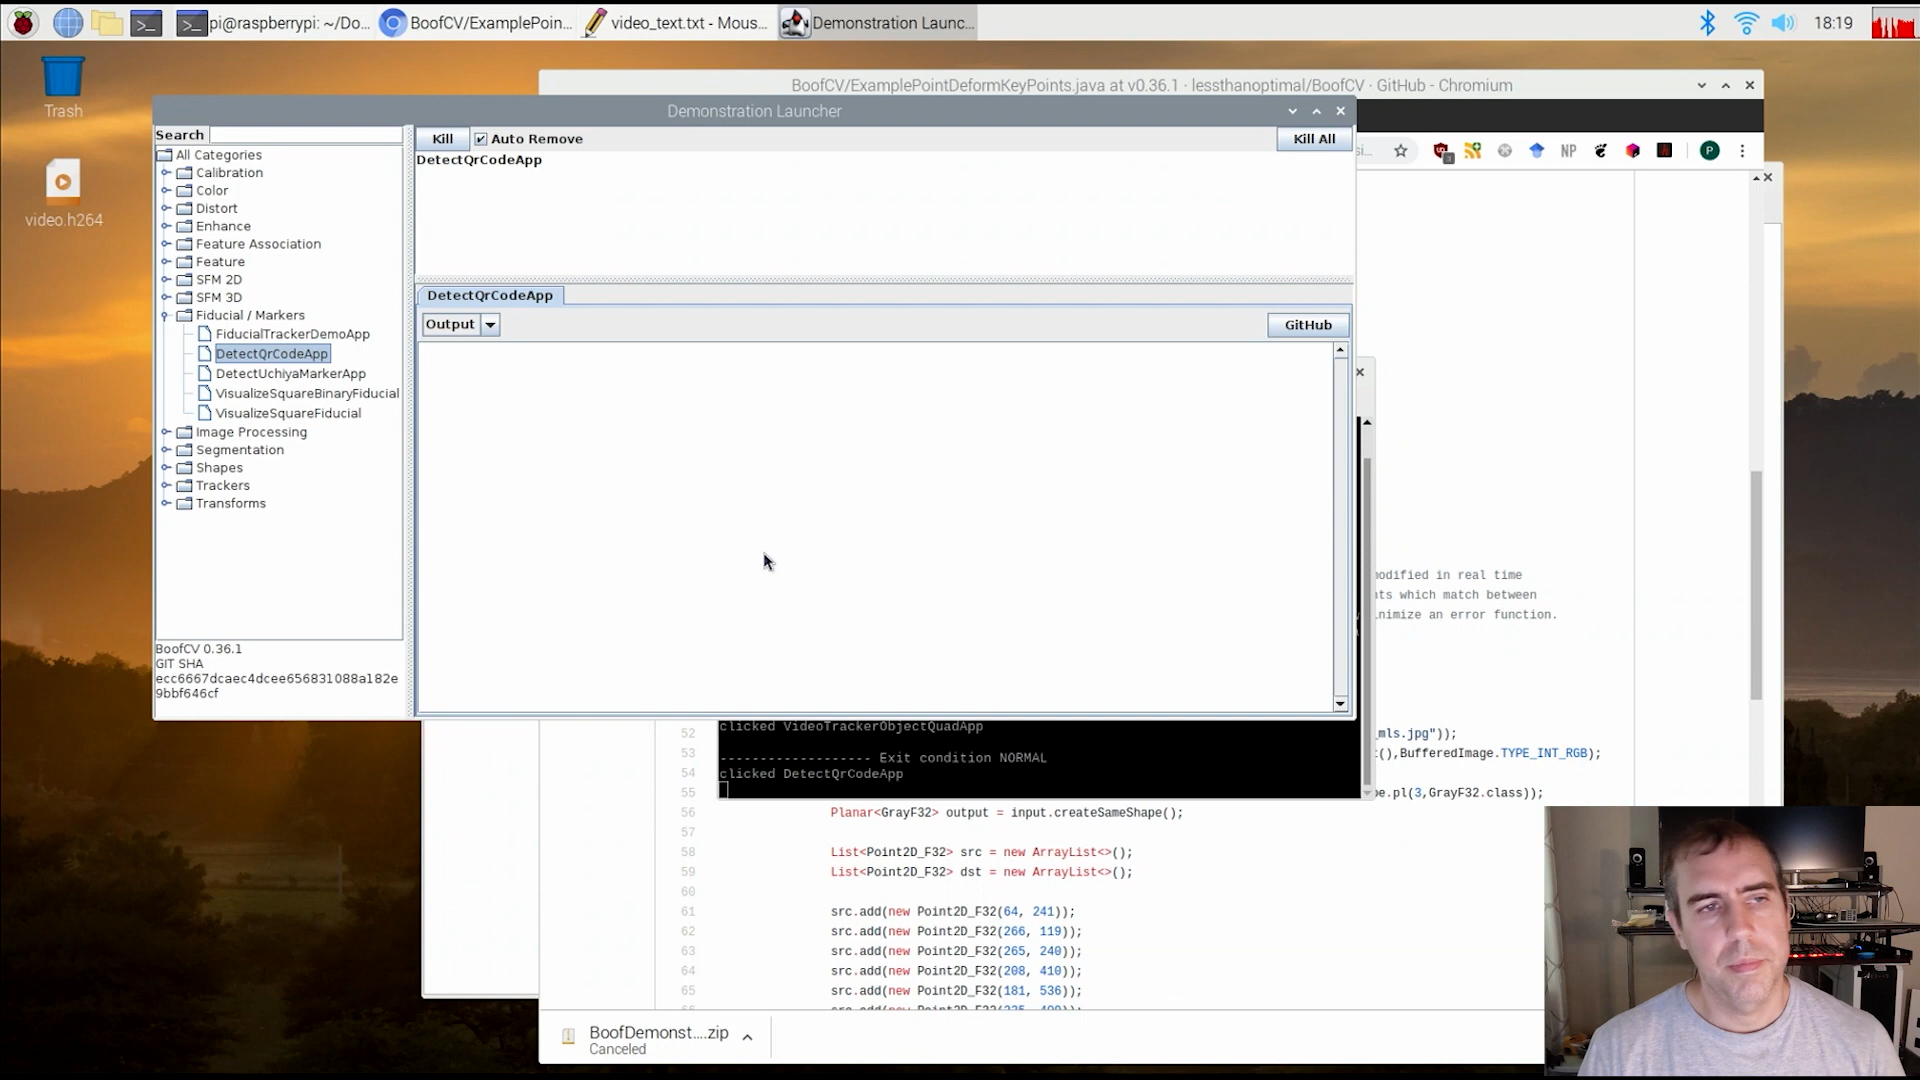 pi@raspberrypi: ~/Do...
BoofCV/ExamplePoin...
video_text.txt - Mous...
Demonstration Launc...
18:19
Trash
video.h264
BoofCV/ExamplePointDeformKeyPoints.java at v0.36.1 · lessthanoptimal/BoofCV · GitHub - Chromium
Demonstration Launcher
Search
Kill
Auto Remove
Kill All
DetectQrCodeApp
All Categories
Calibration
Color
Distort
Enhance
Feature Association
Feature
SFM 2D
SFM 3D
Fiducial / Markers
FiducialTrackerDemoApp
DetectQrCodeApp
DetectUchiyaMarkerApp
VisualizeSquareBinaryFiducial
VisualizeSquareFiducial
Image Processing
Segmentation
Shapes
Trackers
Transforms
BoofCV 0.36.1
GIT SHA
ecc6667dcaec4dcee656831088a182e
9bbf646cf
DetectQrCodeApp
Output
GitHub
si...
NP
P
modified in real time
nts which match between
nimize an error function.
clicked VideoTrackerObjectQuadApp
------------------- Exit condition NORMAL
clicked DetectQrCodeApp
52
_mls.jpg"));
53
(),BufferedImage.TYPE_INT_RGB);
54
55
pe.pl(3,GrayF32.class));
56 Planar<GrayF32> output = input.createSameShape();
57
58 List<Point2D_F32> src = new ArrayList<>();
59 List<Point2D_F32> dst = new ArrayList<>();
60
61 src.add(new Point2D_F32(64, 241));
62 src.add(new Point2D_F32(266, 119));
63 src.add(new Point2D_F32(265, 240));
64 src.add(new Point2D_F32(208, 410));
65 src.add(new Point2D_F32(181, 536));
BoofDemonst....zip
Canceled